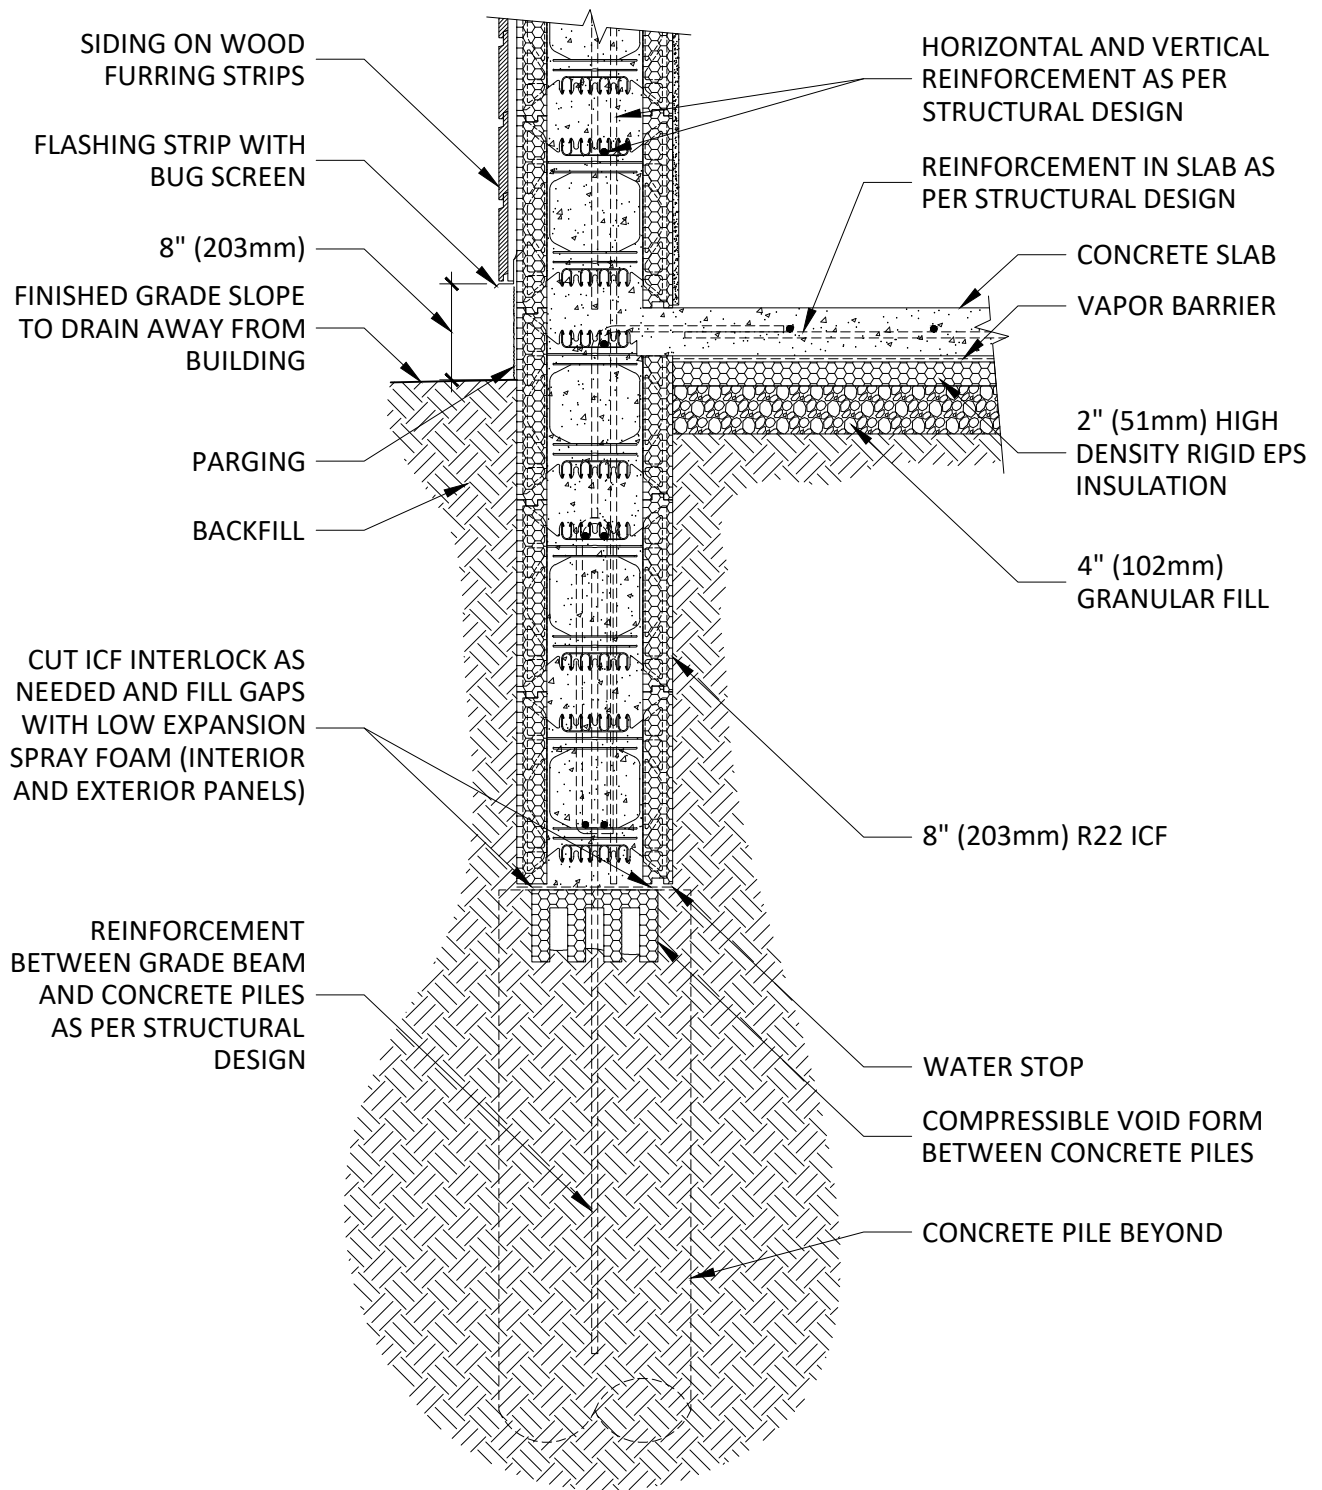 SIDING ON WOOD
FURRING STRIPS
FLASHING STRIP WITH
BUG SCREEN
8" (203mm)
FINISHED GRADE SLOPE
TO DRAIN AWAY FROM
BUILDING
PARGING
BACKFILL
CUT ICF INTERLOCK AS
NEEDED AND FILL GAPS
WITH LOW EXPANSION
SPRAY FOAM (INTERIOR
AND EXTERIOR PANELS)
REINFORCEMENT
BETWEEN GRADE BEAM
AND CONCRETE PILES
AS PER STRUCTURAL
DESIGN
HORIZONTAL AND VERTICAL
REINFORCEMENT AS PER
STRUCTURAL DESIGN
REINFORCEMENT IN SLAB AS
PER STRUCTURAL DESIGN
CONCRETE SLAB
VAPOR BARRIER
2" (51mm) HIGH
DENSITY RIGID EPS
INSULATION
4" (102mm)
GRANULAR FILL
8" (203mm) R22 ICF
WATER STOP
COMPRESSIBLE VOID FORM
BETWEEN CONCRETE PILES
CONCRETE PILE BEYOND